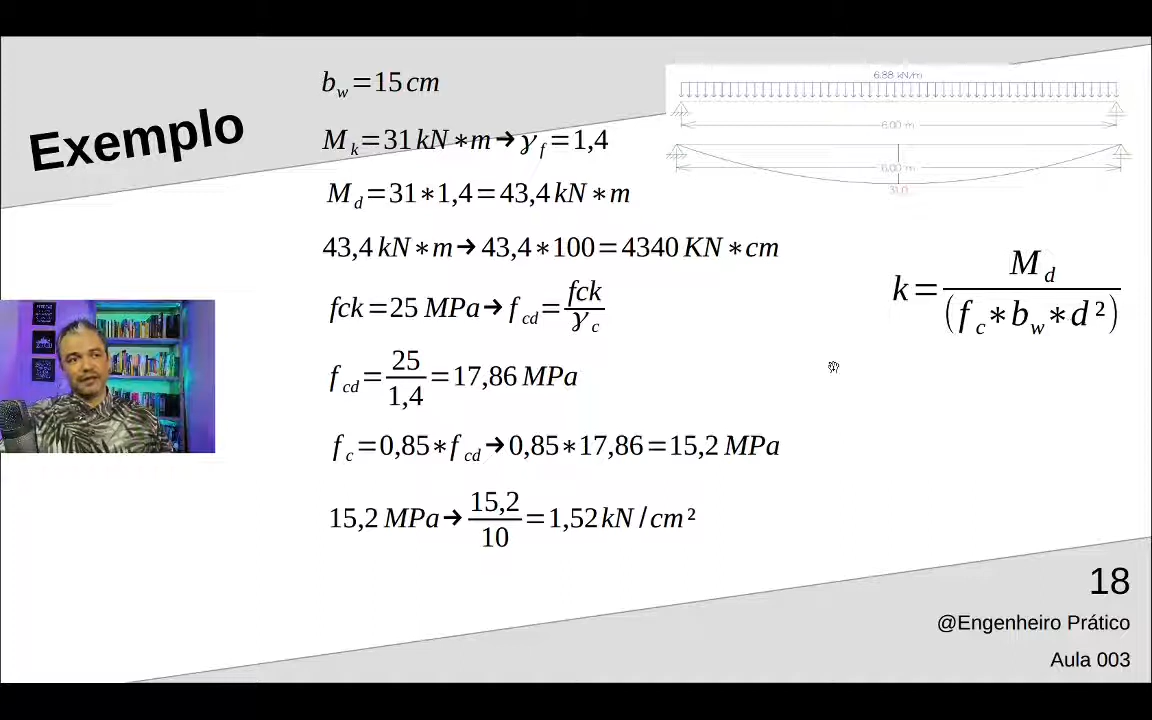 Exemplo
b_w=15 cm
M_k=31 kN∗m→γ_f=1,4
M_d=31∗1,4=43,4 kN∗m
43,4 kN∗m→43,4∗100=4340 KN∗cm
fck=25 MPa→f_cd=fck/γ_c
f_cd=25/1,4=17,86 MPa
f_c=0,85∗f_cd→0,85∗17,86=15,2 MPa
15,2 MPa→15,2/10=1,52 kN/cm²
6.88 kN/m
6.00 m
6.00 m
31.0
k=M_d/(f_c∗b_w∗d²)
18
@Engenheiro Prático
Aula 003